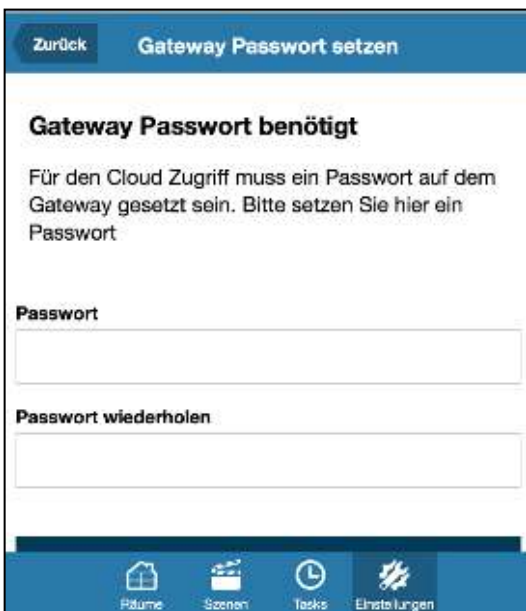 Zurück
Gateway Passwort setzen
Gateway Passwort benötigt
Für den Cloud Zugriff muss ein Passwort auf dem
Gateway gesetzt sein. Bitte setzen Sie hier ein
Passwort
Passwort
Passwort wiederholen
Räume
Szenen
Tasks
Einstellungen